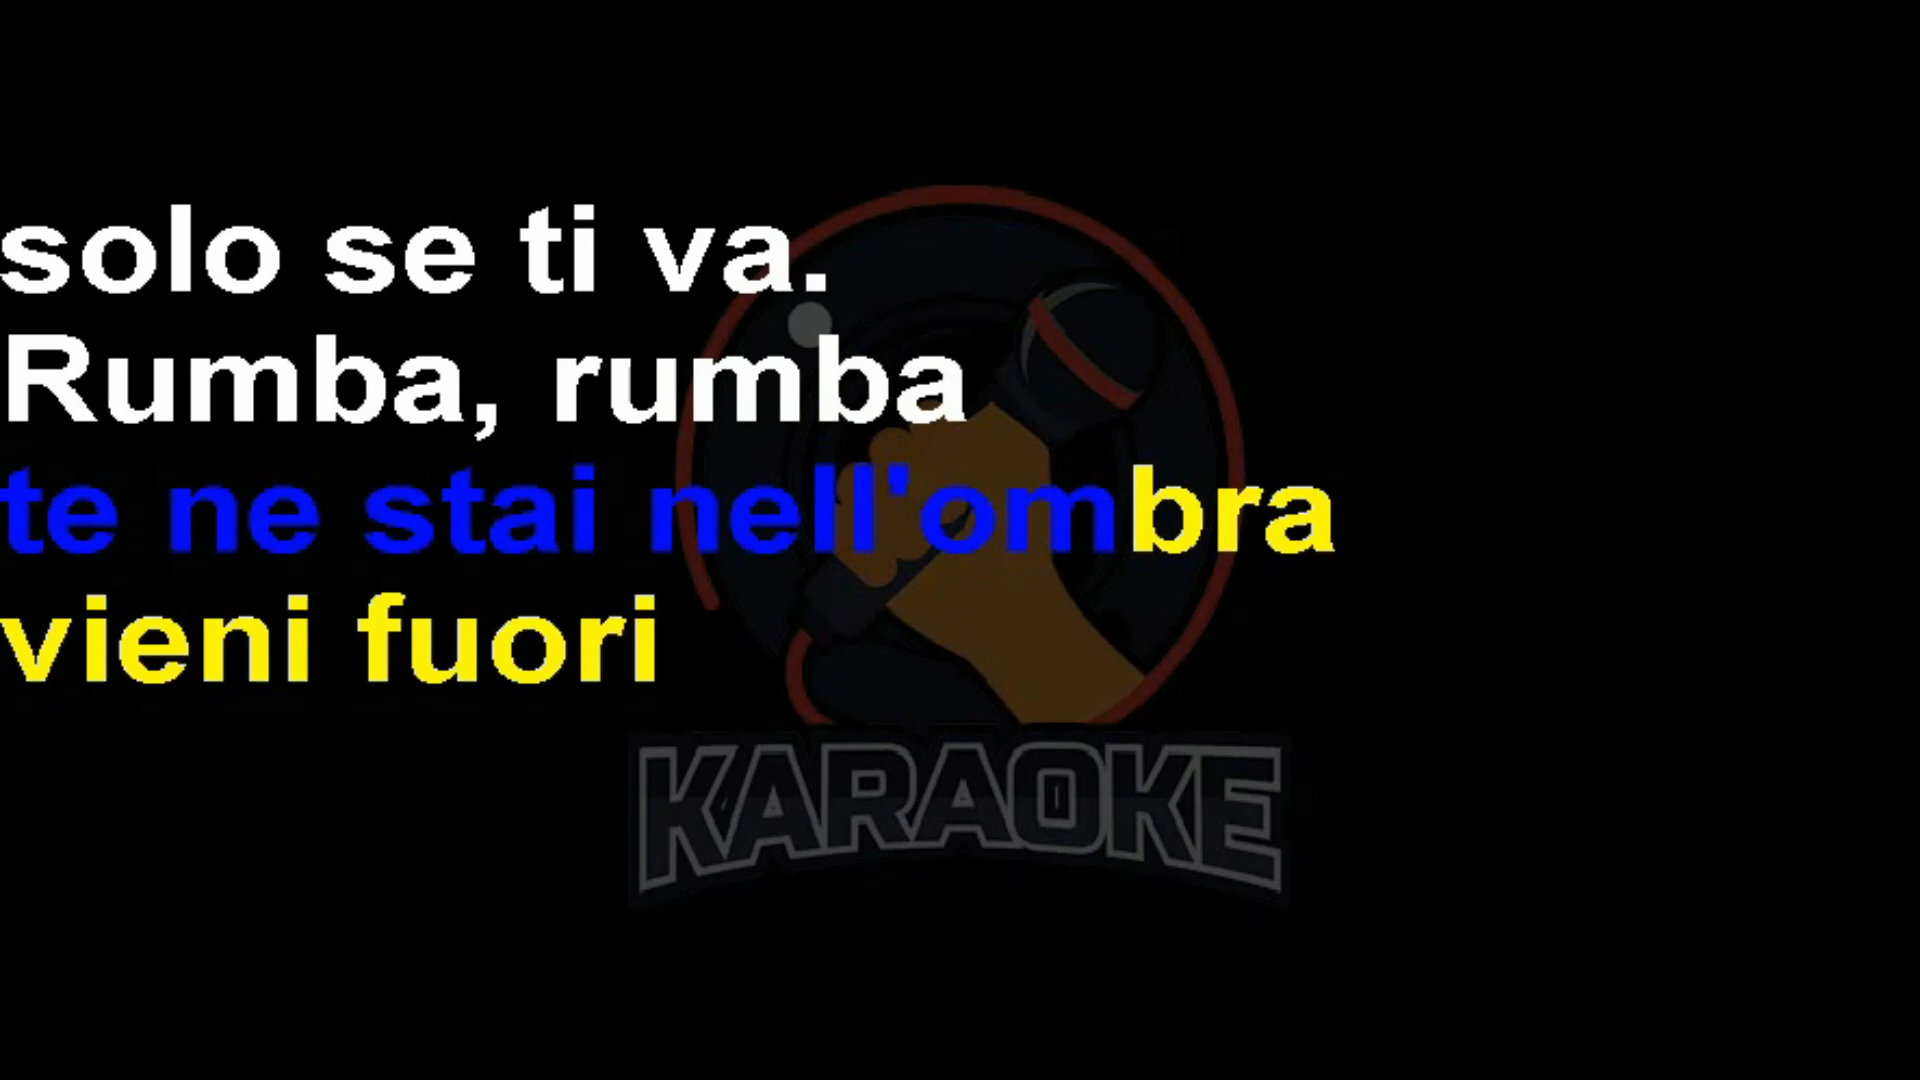 solo se ti va.
Rumba, rumba
te ne stai nell'ombra
vieni fuori
KARAOKE